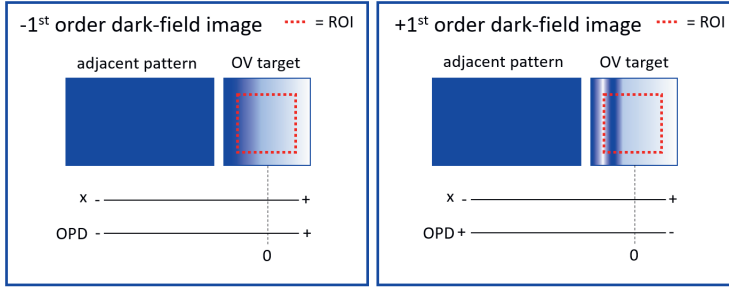 -1st order dark-field image = ROI
adjacent pattern OV target
x - +
OPD - +
0
+1st order dark-field image = ROI
adjacent pattern OV target
x - +
OPD + -
0